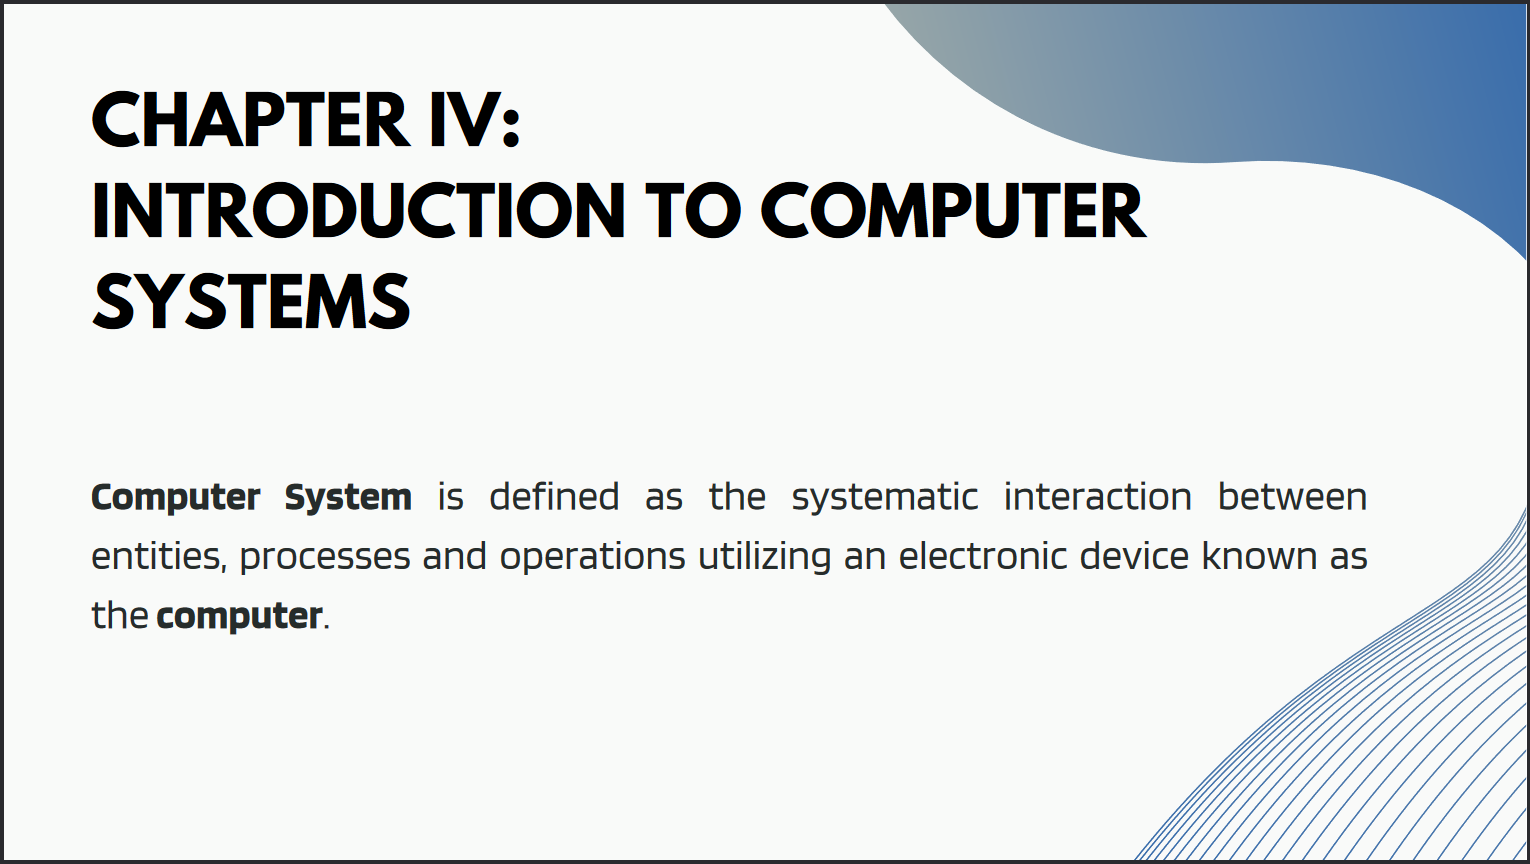 CHAPTER IV:
INTRODUCTION TO COMPUTER
SYSTEMS
Computer System is defined as the systematic interaction between
entities, processes and operations utilizing an electronic device known as
the computer.